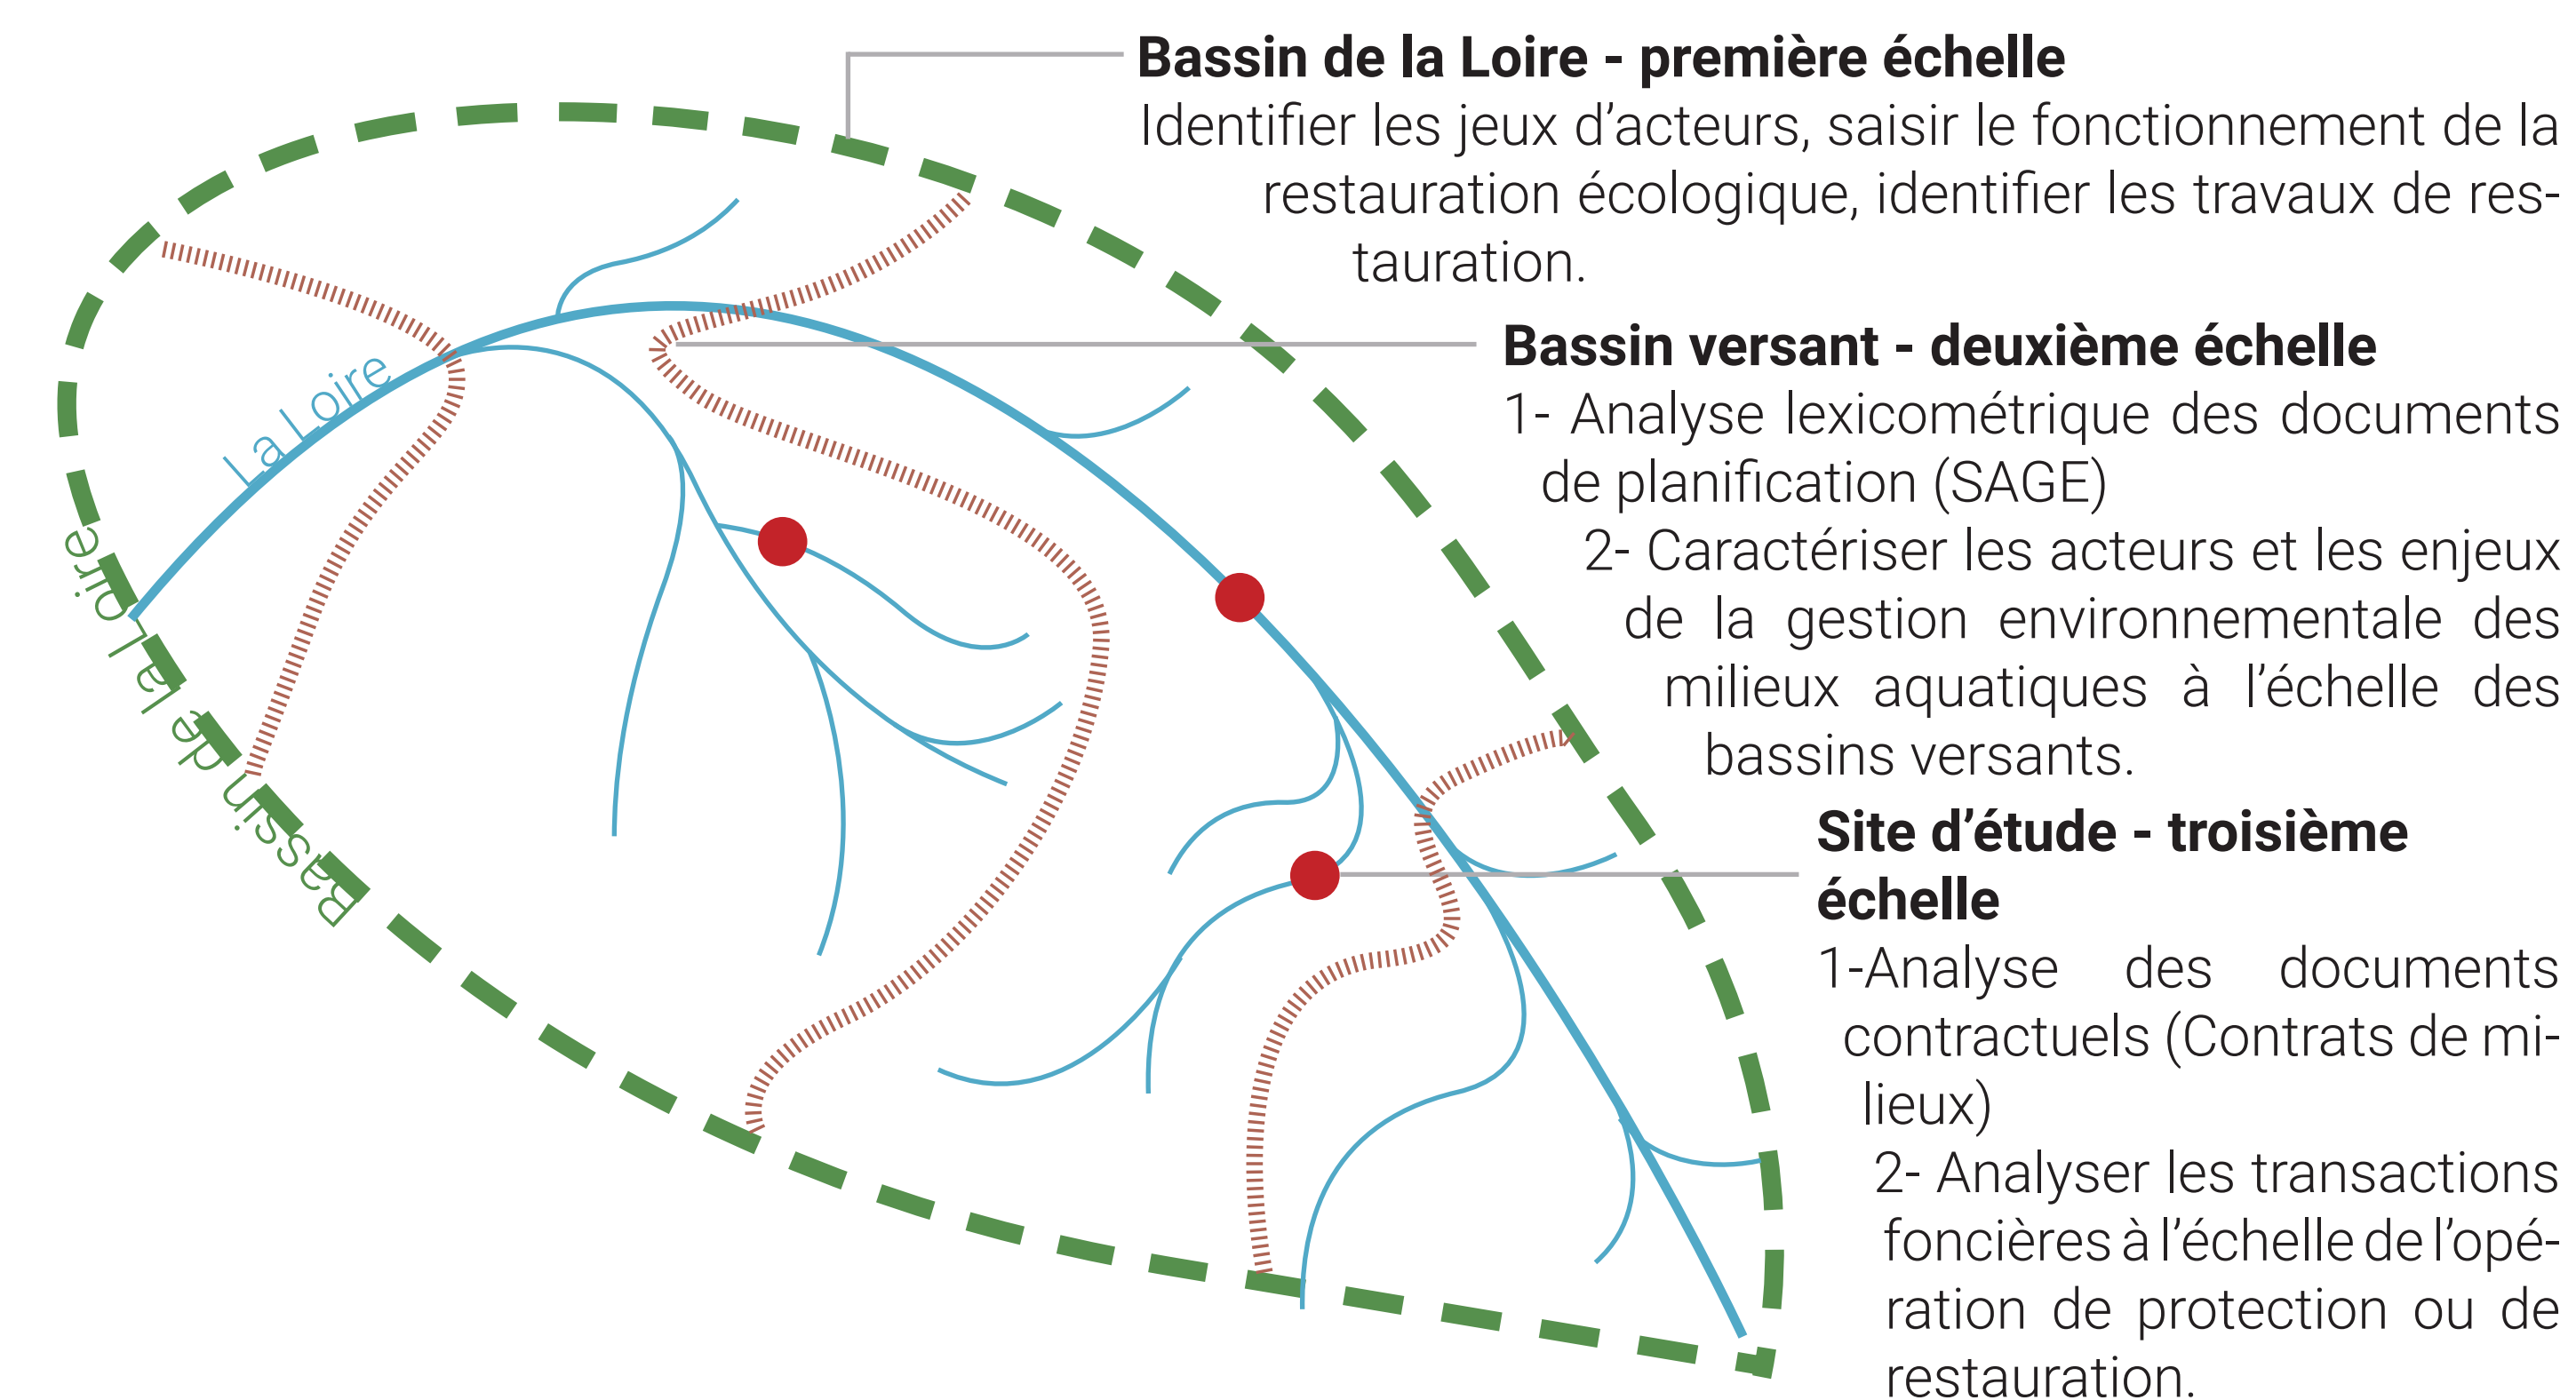 Bassin de la Loire - première échelle
Identifier les jeux d’acteurs, saisir le fonctionnement de la
restauration écologique, identifier les travaux de res-
tauration.
Bassin versant - deuxième échelle
1- Analyse lexicométrique des documents
de planification (SAGE)
2- Caractériser les acteurs et les enjeux
de la gestion environnementale des
milieux aquatiques à l’échelle des
bassins versants.
Site d’étude - troisième
échelle
1-Analyse des documents
contractuels (Contrats de mi-
lieux)
2- Analyser les transactions
foncières à l’échelle de l’opé-
ration de protection ou de
restauration.
La Loire
Bassin de la Loire